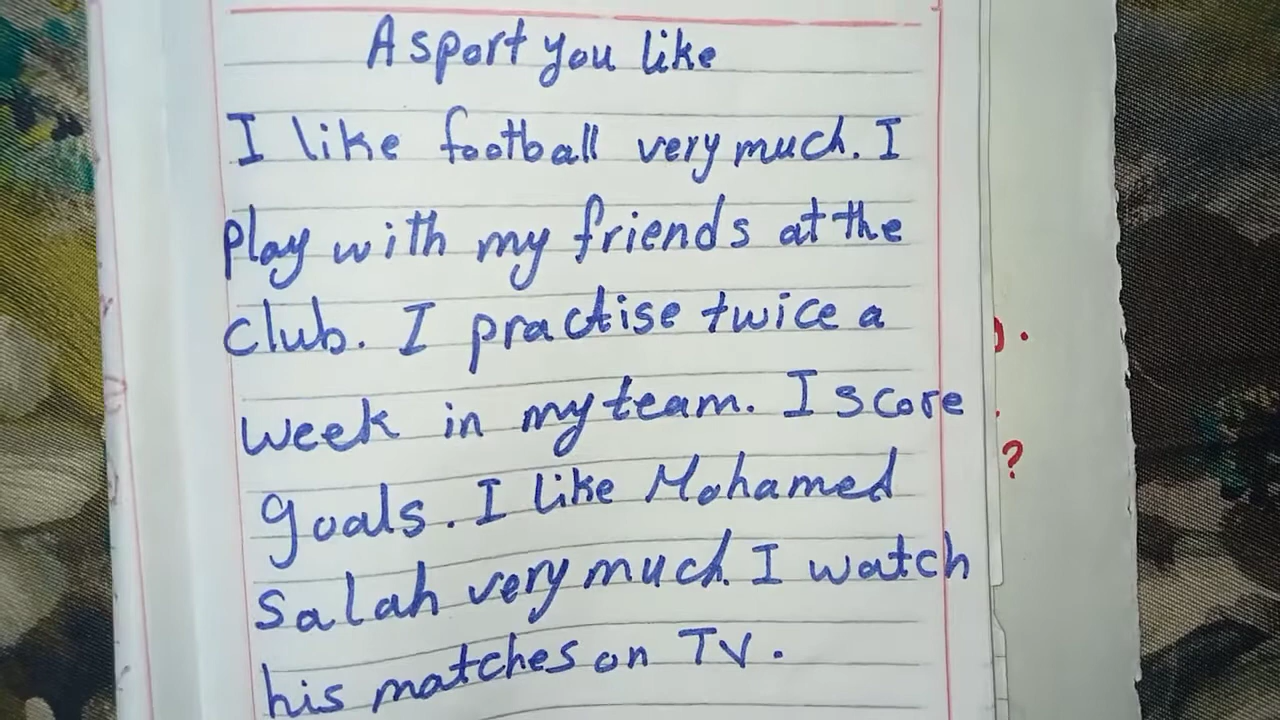 A sport you like
I like football very much. I
play with my friends at the
club. I practise twice a
week in my team. I score
goals. I like Mohamed
Salah very much. I watch
his matches on TV.
?